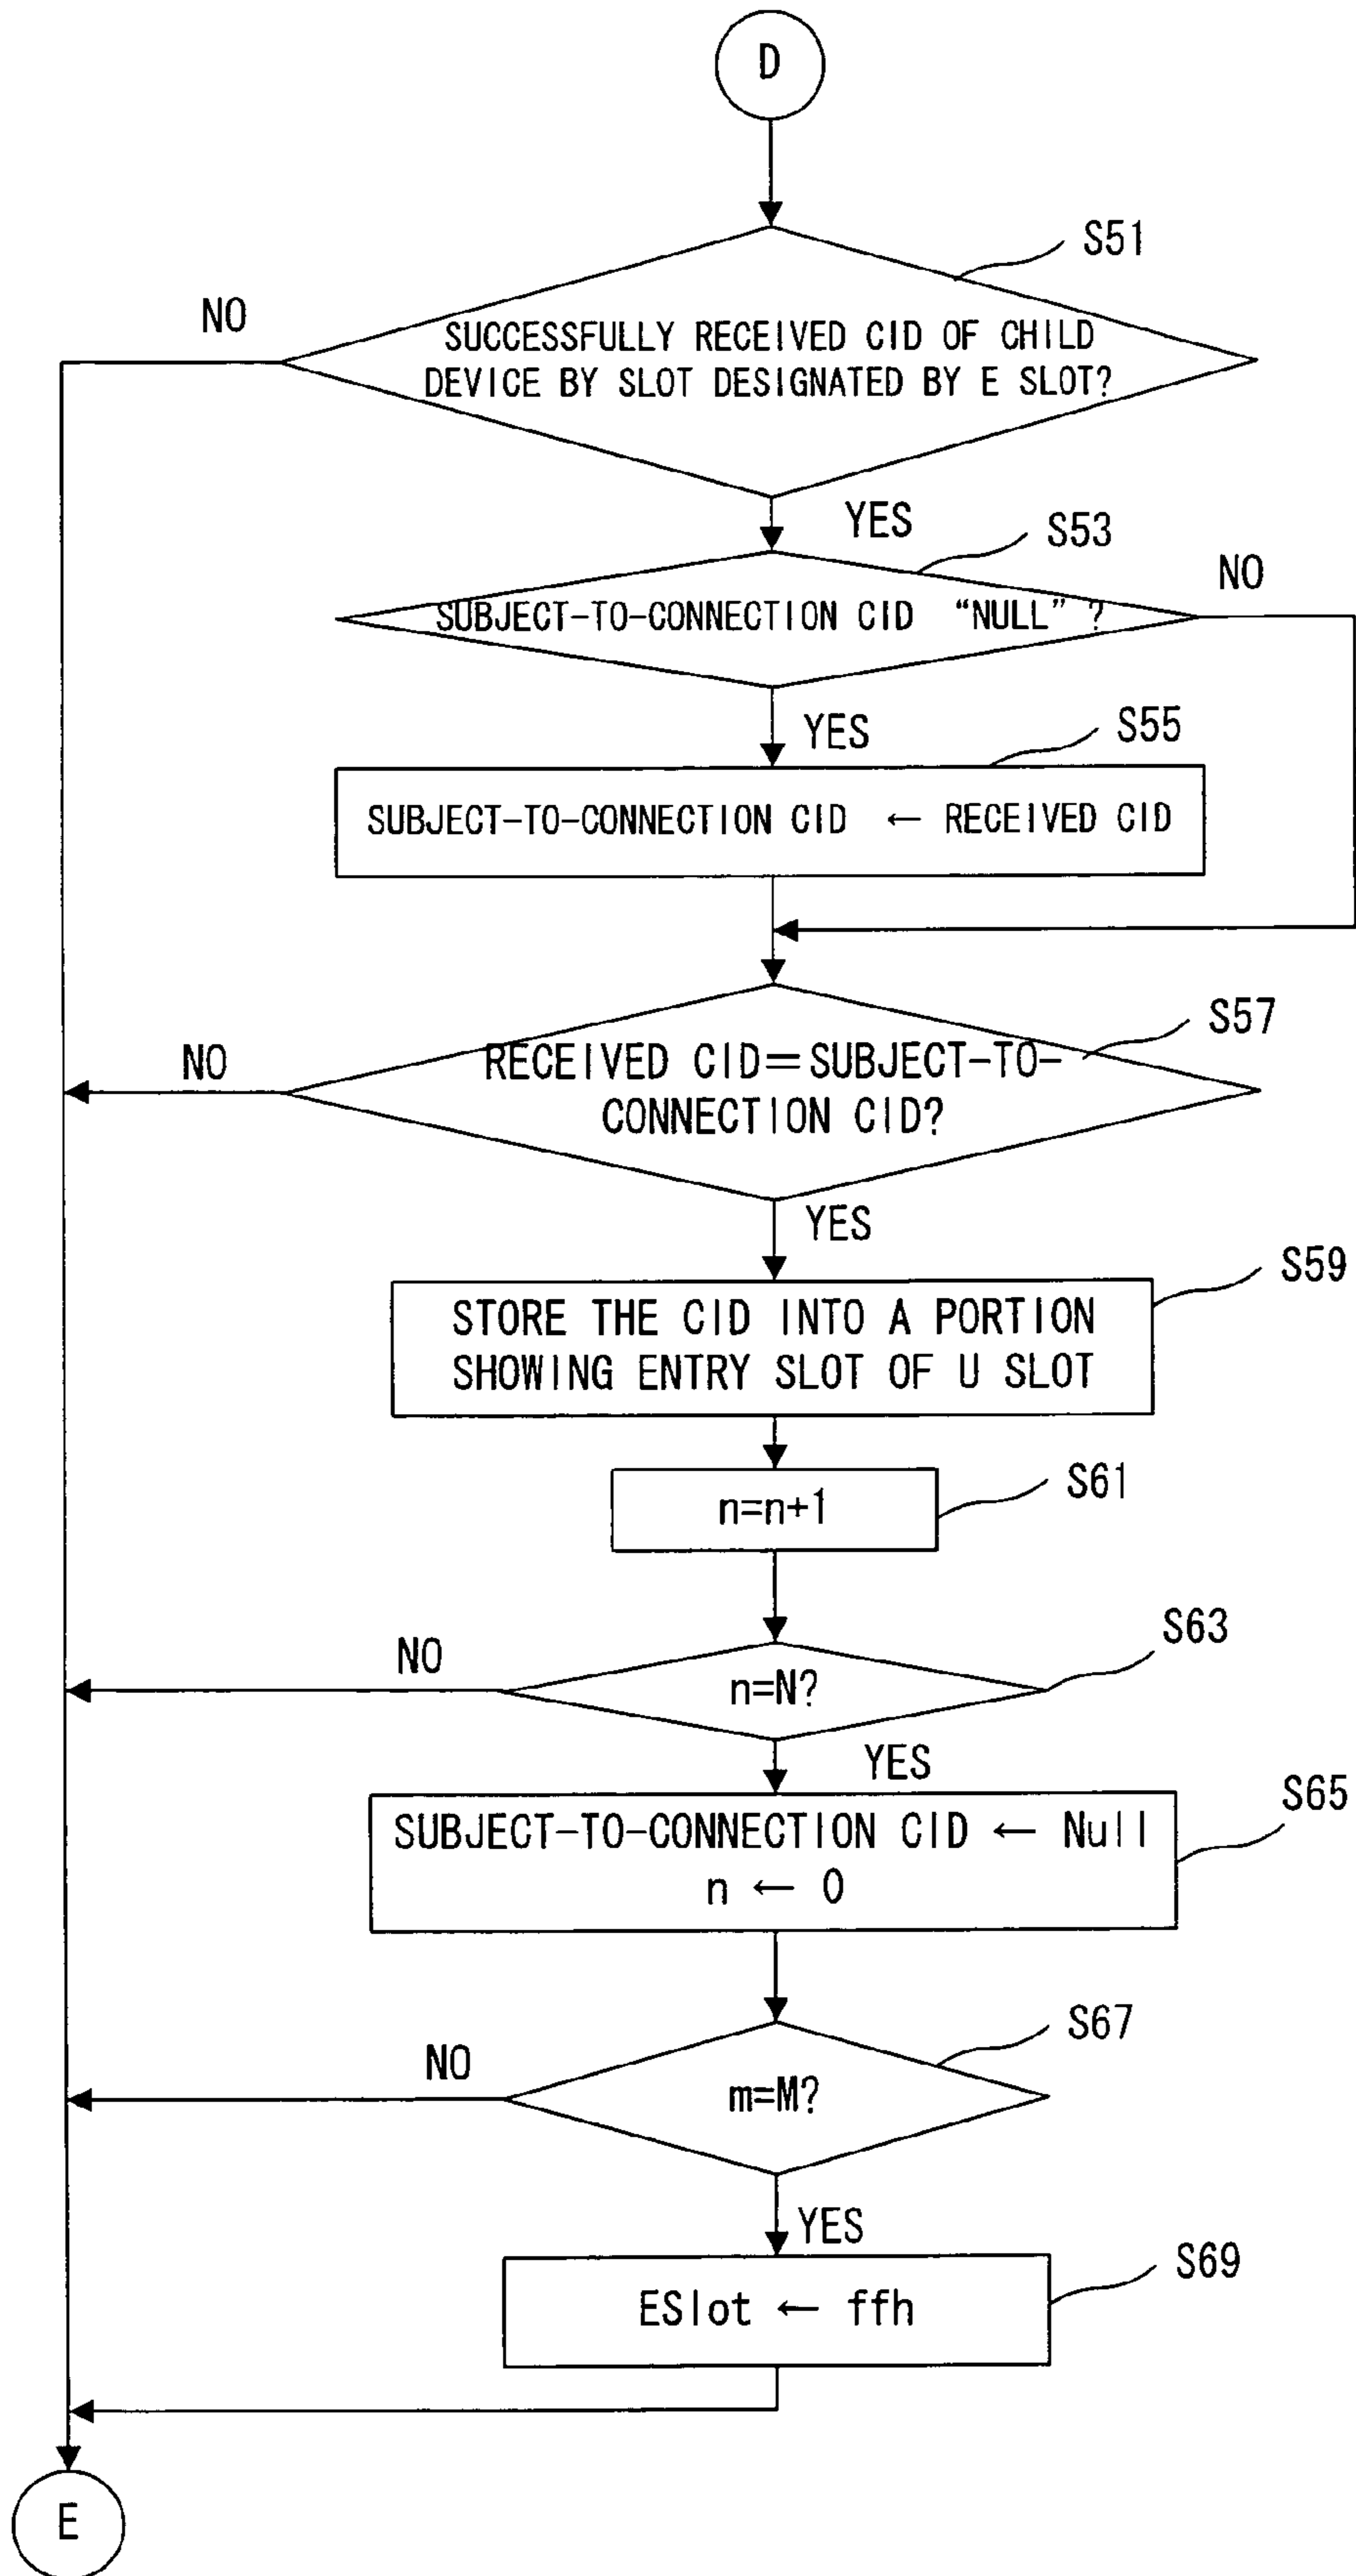 D
S51
NO
SUCCESSFULLY RECEIVED CID OF CHILD
DEVICE BY SLOT DESIGNATED BY E SLOT?
YES
S53
NO
SUBJECT-TO-CONNECTION CID “NULL” ?
YES
S55
SUBJECT-TO-CONNECTION CID ← RECEIVED CID
S57
NO
RECEIVED CID=SUBJECT-TO-
CONNECTION CID?
YES
S59
STORE THE CID INTO A PORTION
SHOWING ENTRY SLOT OF U SLOT
S61
n=n+1
S63
NO
n=N?
YES
S65
SUBJECT-TO-CONNECTION CID ← Null
n ← 0
S67
NO
m=M?
YES
S69
ESlot ← ffh
E